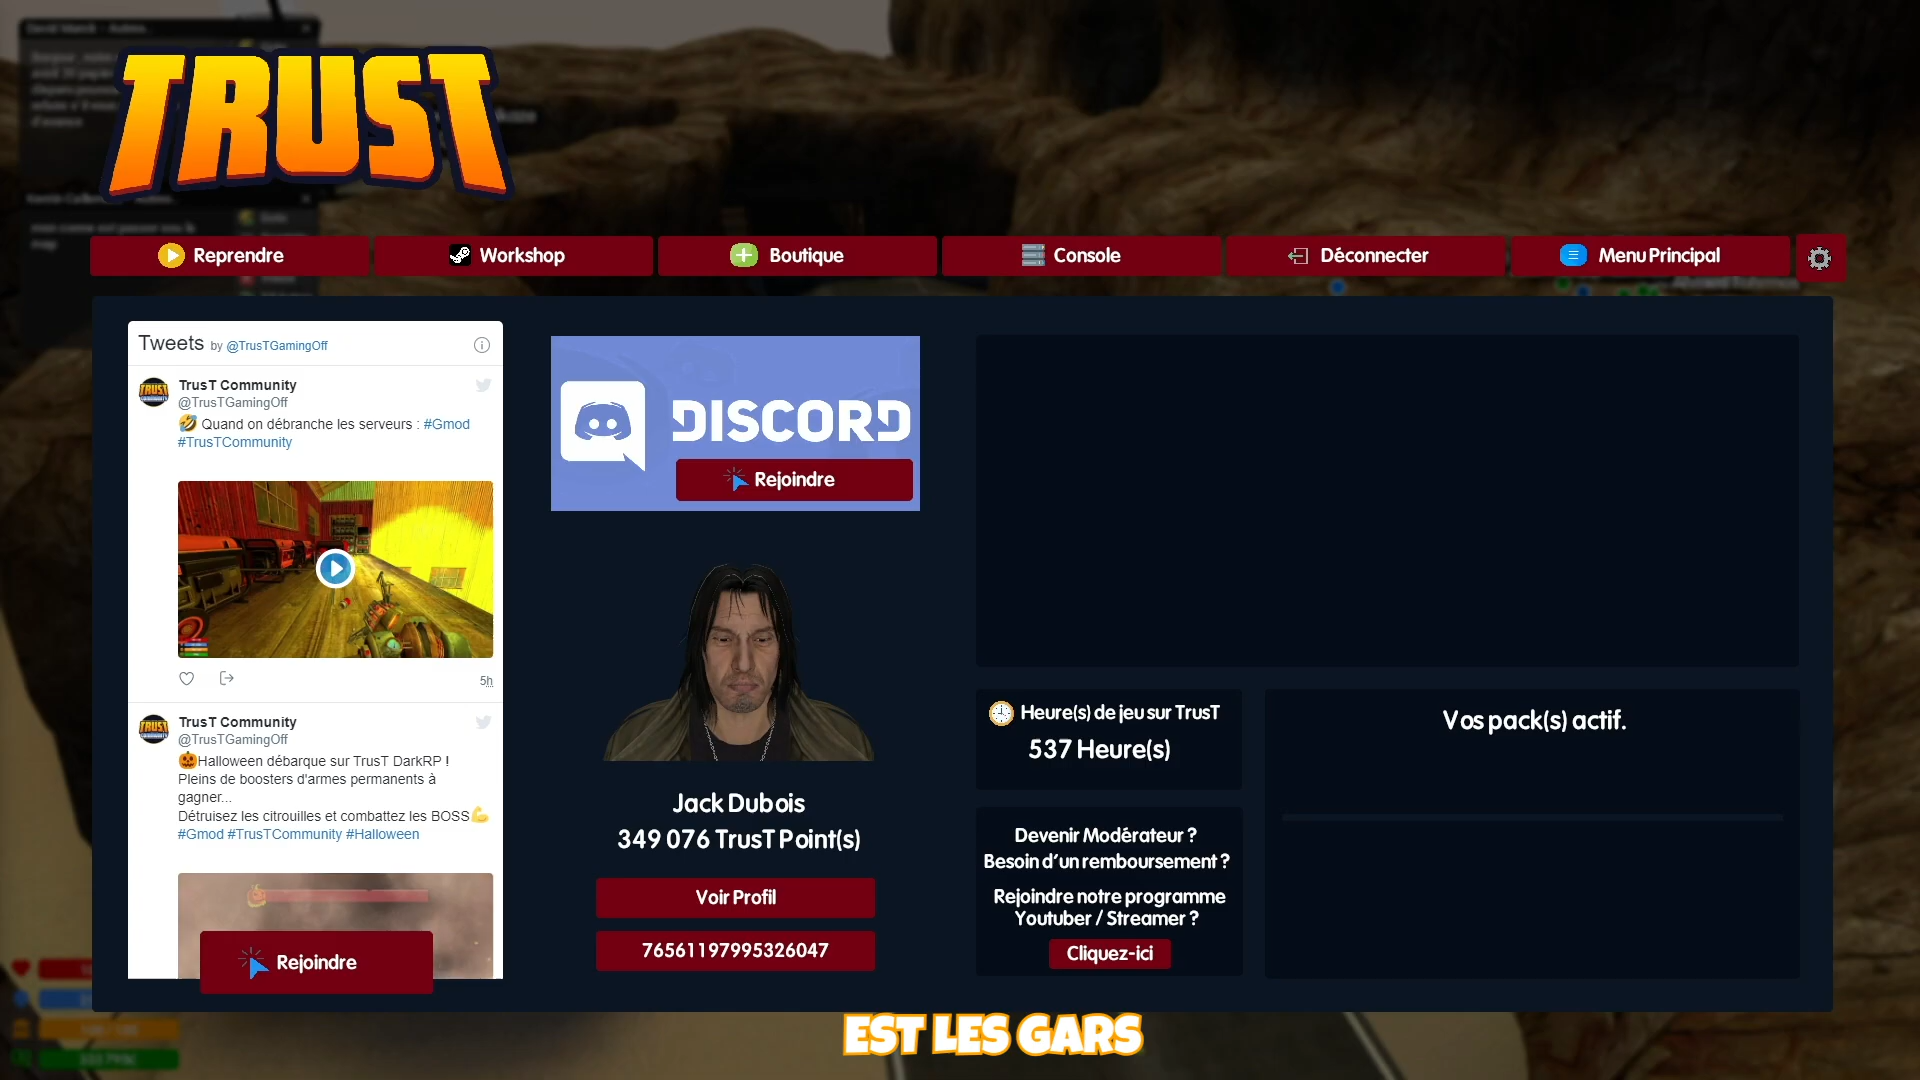 TRUST
Reprendre
Workshop
Boutique
Console
Déconnecter
Menu Principal
Tweets by @TrusTGamingOff
TrusT Community
@TrusTGamingOff
🤣 Quand on débranche les serveurs : #Gmod
#TrusTCommunity
5h
TrusT Community
@TrusTGamingOff
🎃Halloween débarque sur TrusT DarkRP !
Pleins de boosters d'armes permanents à
gagner...
Détruisez les citrouilles et combattez les BOSS💪
#Gmod #TrusTCommunity #Halloween
Rejoindre
DISCORD
Rejoindre
Jack Dubois
349 076 TrusT Point(s)
Voir Profil
76561197995326047
Heure(s) de jeu sur TrusT
537 Heure(s)
Devenir Modérateur ?
Besoin d'un remboursement ?
Rejoindre notre programme
Youtuber / Streamer ?
Cliquez-ici
Vos pack(s) actif.
EST LES GARS